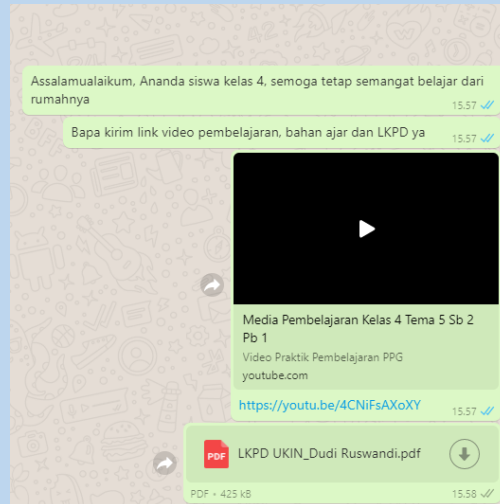 Assalamualaikum, Ananda siswa kelas 4, semoga tetap semangat belajar dari
rumahnya
15.57
Bapa kirim link video pembelajaran, bahan ajar dan LKPD ya
15.57
Media Pembelajaran Kelas 4 Tema 5 Sb 2
Pb 1
Video Praktik Pembelajaran PPG
youtube.com
https://youtu.be/4CNiFsAXoXY
15.57
PDF
LKPD UKIN_Dudi Ruswandi.pdf
PDF • 425 kB
15.58